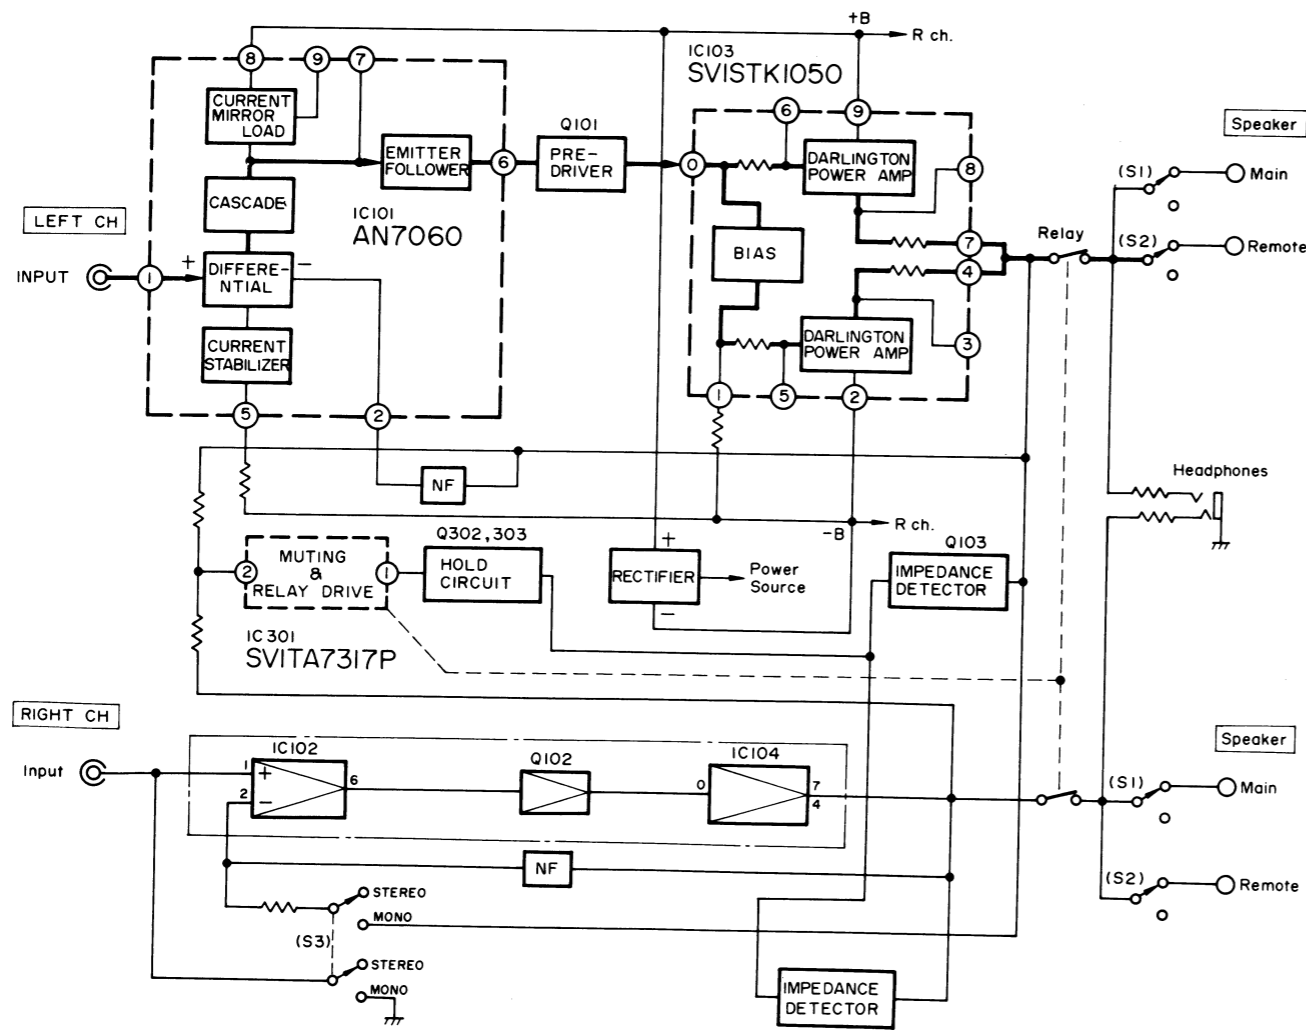 +B
R ch.
IC103
SVISTK1050
8
9
7
6
9
Speaker
CURRENT
MIRROR
LOAD
Q101
EMITTER
FOLLOWER
6
PRE-
DRIVER
0
DARLINGTON
POWER AMP
8
(S1)
Main
CASCADE
IC101
AN7060
LEFT CH
INPUT
1
+
DIFFERE-
NTIAL
−
BIAS
7
4
Relay
(S2)
Remote
CURRENT
STABILIZER
DARLINGTON
POWER AMP
3
5
2
1
5
2
NF
Headphones
−B
R ch.
Q302,303
Q103
2
MUTING
&
RELAY DRIVE
1
HOLD
CIRCUIT
+
RECTIFIER
−
Power
Source
IMPEDANCE
DETECTOR
IC301
SVITA7317P
RIGHT CH
Speaker
Input
IC102
1
+
2
−
6
Q102
IC104
0
7
4
(S1)
Main
NF
(S2)
Remote
STEREO
MONO
(S3)
STEREO
MONO
IMPEDANCE
DETECTOR